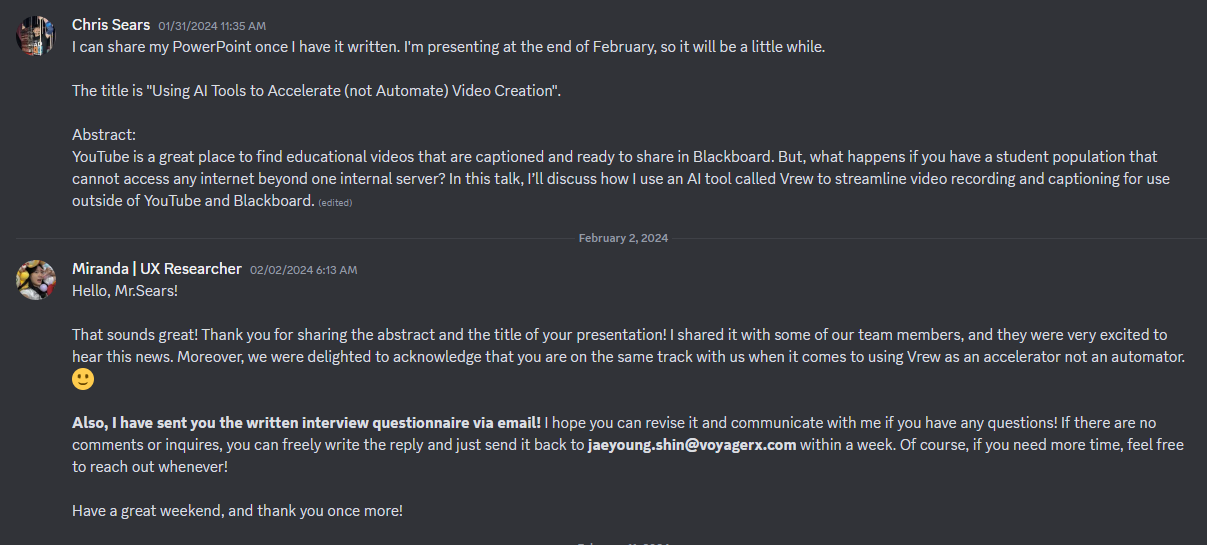 Chris Sears 01/31/2024 11:35 AM
I can share my PowerPoint once I have it written. I'm presenting at the end of February, so it will be a little while.
The title is "Using AI Tools to Accelerate (not Automate) Video Creation".
Abstract:
YouTube is a great place to find educational videos that are captioned and ready to share in Blackboard. But, what happens if you have a student population that
cannot access any internet beyond one internal server? In this talk, I’ll discuss how I use an AI tool called Vrew to streamline video recording and captioning for use
outside of YouTube and Blackboard. (edited)
February 2, 2024
Miranda | UX Researcher 02/02/2024 6:13 AM
Hello, Mr.Sears!
That sounds great! Thank you for sharing the abstract and the title of your presentation! I shared it with some of our team members, and they were very excited to
hear this news. Moreover, we were delighted to acknowledge that you are on the same track with us when it comes to using Vrew as an accelerator not an automator.
Also, I have sent you the written interview questionnaire via email! I hope you can revise it and communicate with me if you have any questions! If there are no
comments or inquires, you can freely write the reply and just send it back to jaeyoung.shin@voyagerx.com within a week. Of course, if you need more time, feel free
to reach out whenever!
Have a great weekend, and thank you once more!